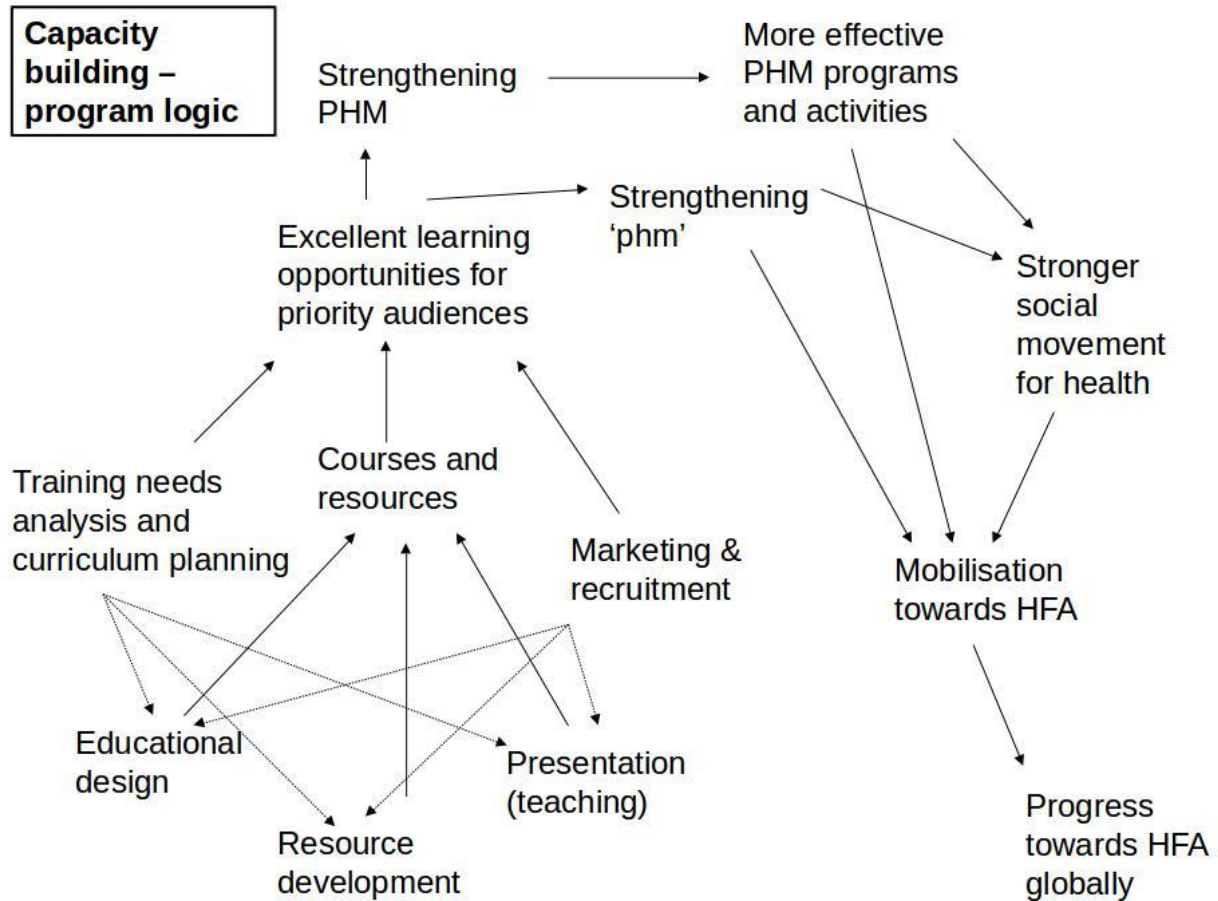 Capacity
building –
program logic
Strengthening
PHM
More effective
PHM programs
and activities
Strengthening
‘phm’
Excellent learning
opportunities for
priority audiences
Stronger
social
movement
for health
Training needs
analysis and
curriculum planning
Courses and
resources
Marketing &
recruitment
Mobilisation
towards HFA
Educational
design
Presentation
(teaching)
Resource
development
Progress
towards HFA
globally